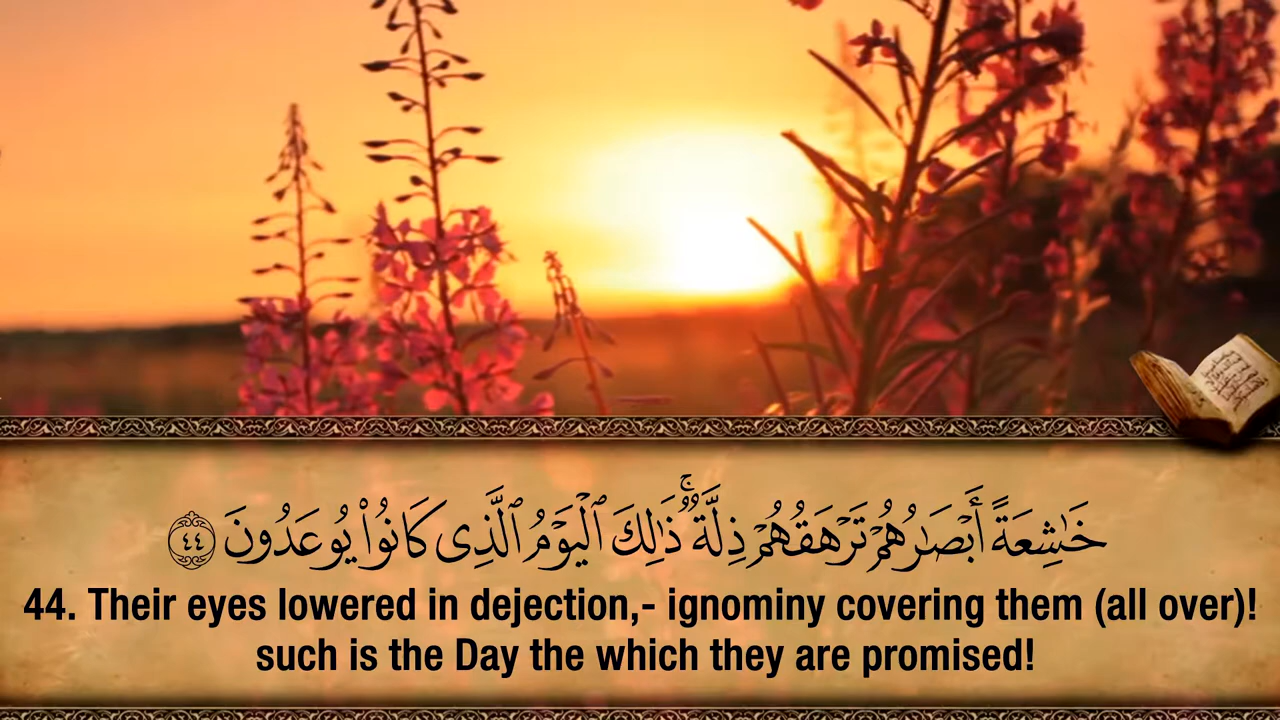 خَـٰشِعَةً أَبْصَـٰرُهُمْ تَرْهَقُهُمْ ذِلَّةٌ ۚ ذَٰلِكَ ٱلْيَوْمُ ٱلَّذِى كَانُوا۟ يُوعَدُونَ ٤٤
44. Their eyes lowered in dejection,- ignominy covering them (all over)!
such is the Day the which they are promised!